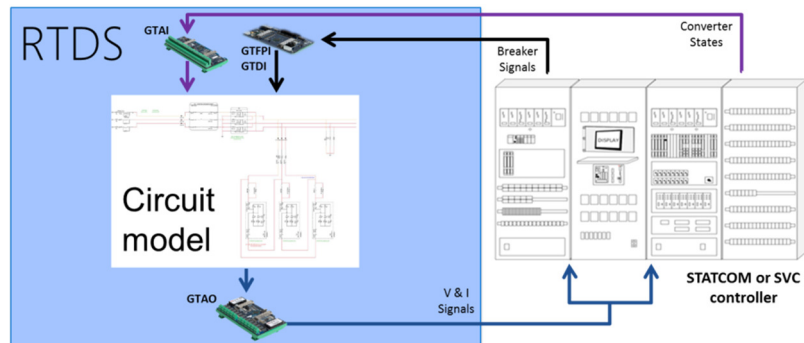 RTDS
GTAI
GTFPI
GTDI
Breaker
Signals
Converter
States
DISPLAY
Circuit
model
GTAO
V & I
Signals
STATCOM or SVC
controller